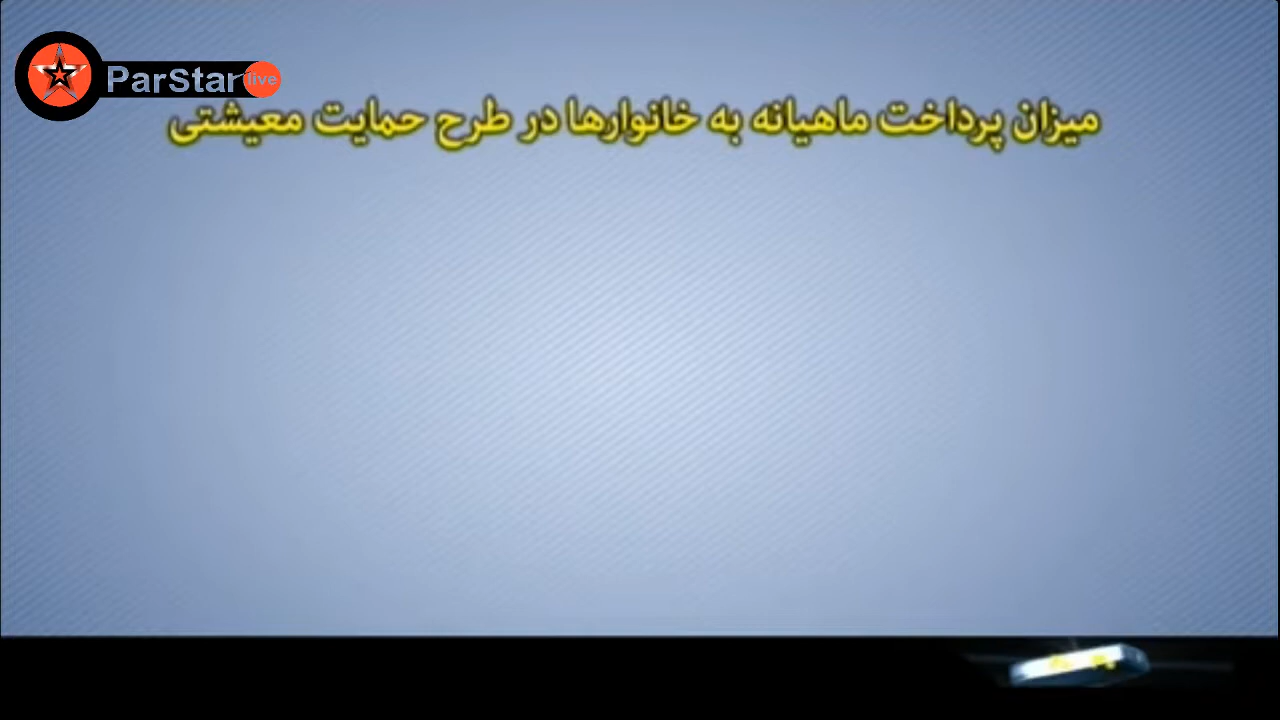 ParStar live
میزان پرداخت ماهیانه به خانوارها در طرح حمایت معیشتی